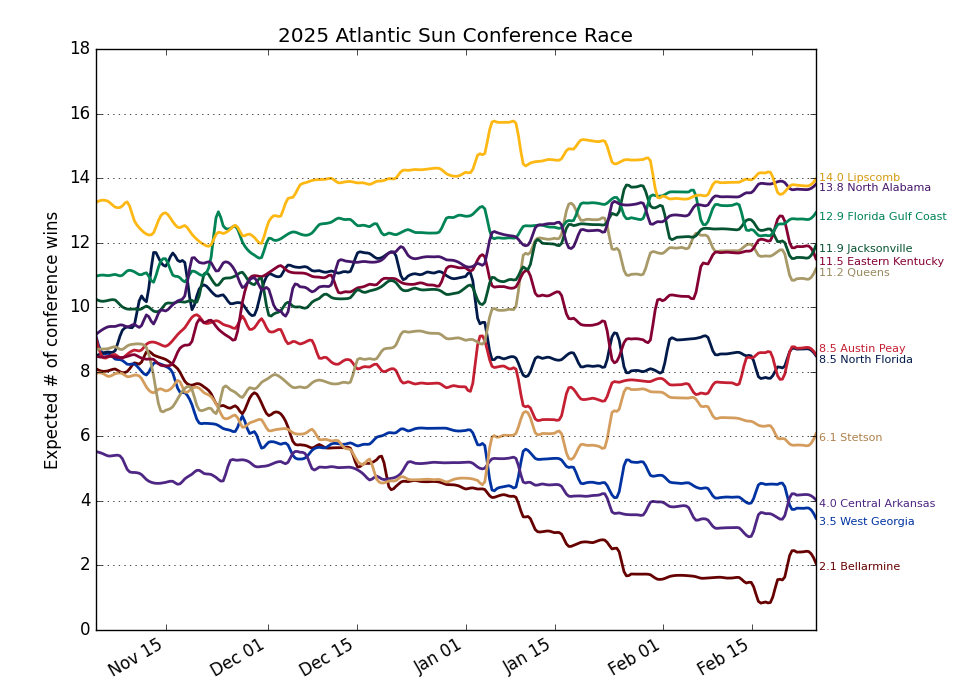 2025 Atlantic Sun Conference Race
Expected # of conference wins
18
16
14
12
10
8
6
4
2
0
Nov 15
Dec 01
Dec 15
Jan 01
Jan 15
Feb 01
Feb 15
14.0 Lipscomb
13.8 North Alabama
12.9 Florida Gulf Coast
11.9 Jacksonville
11.5 Eastern Kentucky
11.2 Queens
8.5 Austin Peay
8.5 North Florida
6.1 Stetson
4.0 Central Arkansas
3.5 West Georgia
2.1 Bellarmine